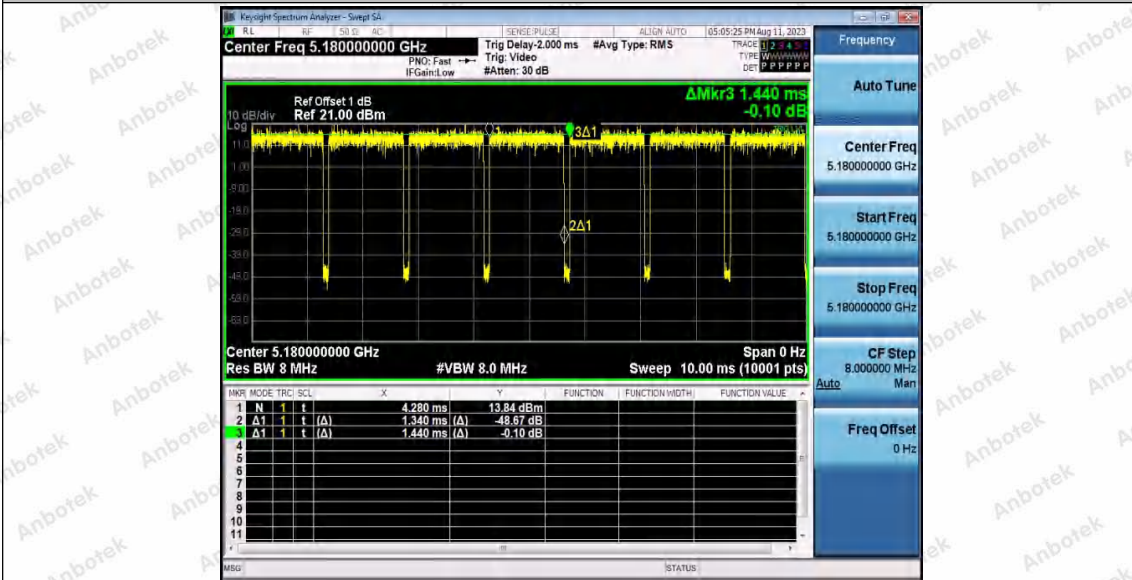 Keysight Spectrum Analyzer - Swept SA
RL RF 50 Ω AC SENSE:PULSE ALIGN AUTO 05:05:25 PM Aug 11, 2023
Center Freq 5.180000000 GHz
PNO: Fast
IFGain:Low
Trig Delay-2.000 ms
Trig: Video
#Atten: 30 dB
#Avg Type: RMS
TRACE 1 2 3 4 5 6
TYPE W
DET P P P P P P
ΔMkr3 1.440 ms
-0.10 dB
Ref Offset 1 dB
10 dB/div Ref 21.00 dBm
Log
11.0
1.00
-9.00
-19.0
-29.0
-39.0
-49.0
-59.0
-69.0
3Δ1
2Δ1
Center 5.180000000 GHz Span 0 Hz
Res BW 8 MHz #VBW 8.0 MHz Sweep 10.00 ms (10001 pts)
MKR MODE TRC SCL X Y FUNCTION FUNCTION WIDTH FUNCTION VALUE
1 N 1 t 4.280 ms 13.84 dBm
2 Δ1 1 t (Δ) 1.340 ms (Δ) -48.67 dB
3 Δ1 1 t (Δ) 1.440 ms (Δ) -0.10 dB
4
5
6
7
8
9
10
11
MSG STATUS
Frequency
Auto Tune
Center Freq
5.180000000 GHz
Start Freq
5.180000000 GHz
Stop Freq
5.180000000 GHz
CF Step
8.000000 MHz
Auto Man
Freq Offset
0 Hz
Anbotek